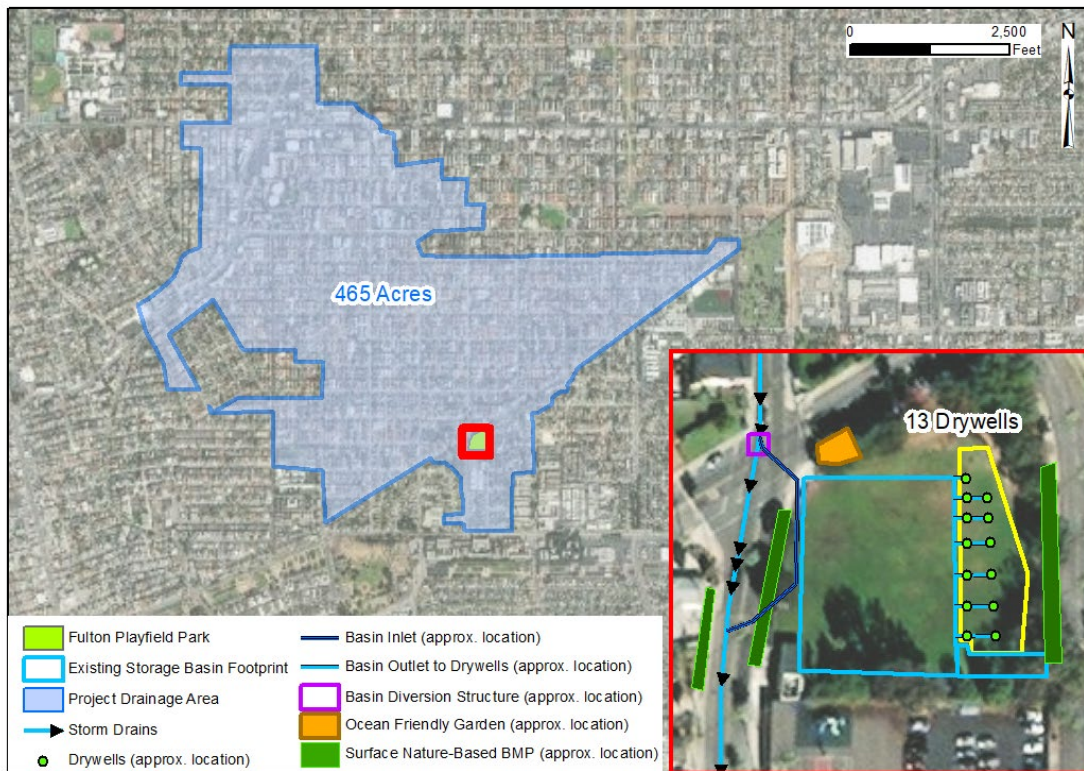 0 2,500
Feet
N
465 Acres
13 Drywells
Fulton Playfield Park
Existing Storage Basin Footprint
Project Drainage Area
Storm Drains
Drywells (approx. location)
Basin Inlet (approx. location)
Basin Outlet to Drywells (approx. location)
Basin Diversion Structure (approx. location)
Ocean Friendly Garden (approx. location)
Surface Nature-Based BMP (approx. location)